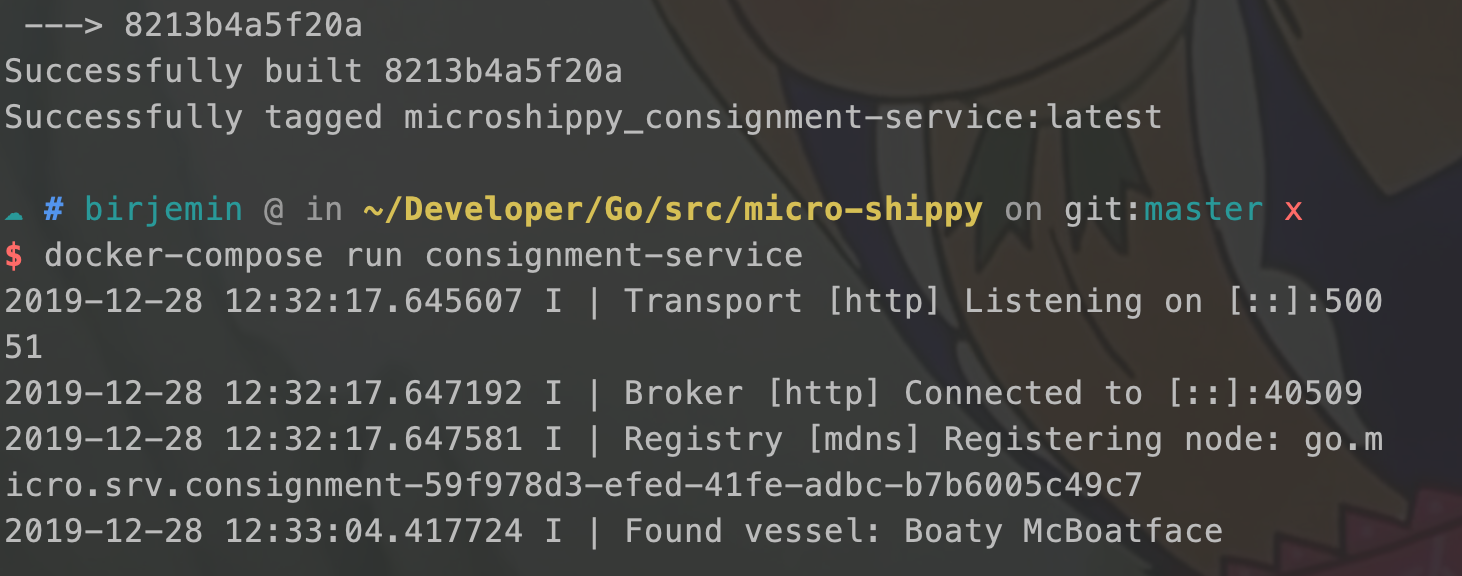 ---> 8213b4a5f20a
Successfully built 8213b4a5f20a
Successfully tagged microshippy_consignment-service:latest
☁ # birjemin @ in ~/Developer/Go/src/micro-shippy on git:master x
$ docker-compose run consignment-service
2019-12-28 12:32:17.645607 I | Transport [http] Listening on [::]:500
51
2019-12-28 12:32:17.647192 I | Broker [http] Connected to [::]:40509
2019-12-28 12:32:17.647581 I | Registry [mdns] Registering node: go.m
icro.srv.consignment-59f978d3-efed-41fe-adbc-b7b6005c49c7
2019-12-28 12:33:04.417724 I | Found vessel: Boaty McBoatface